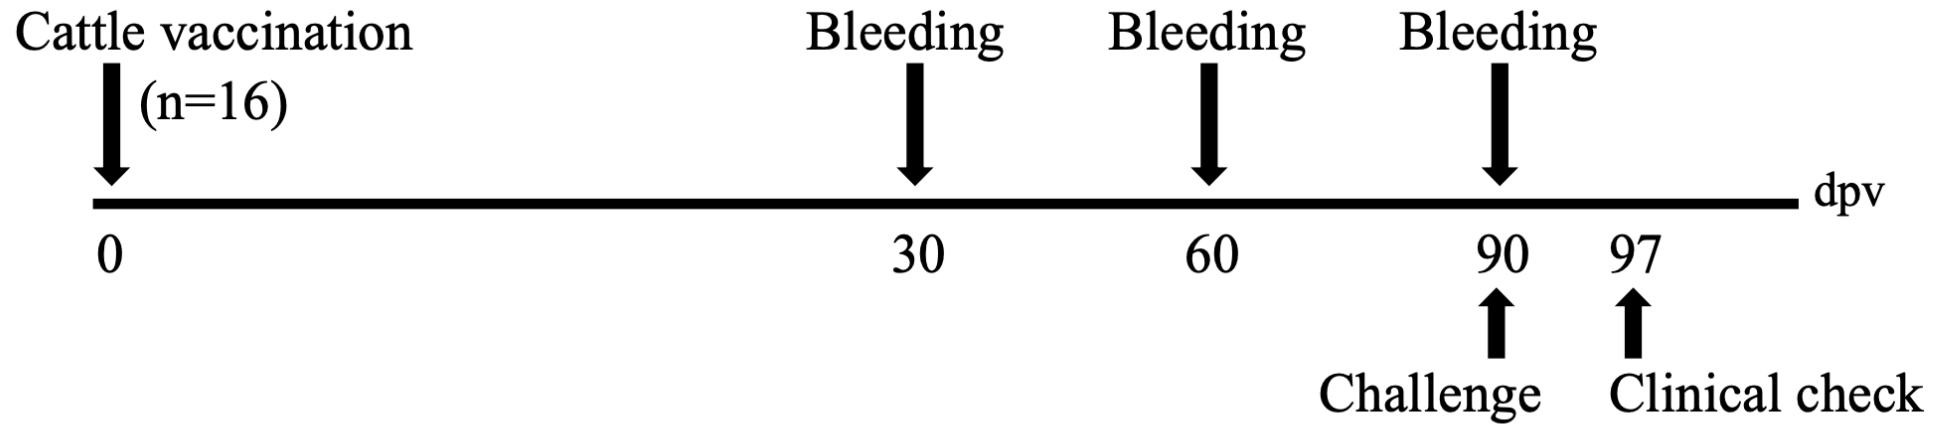 Cattle vaccination
(n=16)
Bleeding
Bleeding
Bleeding
dpv
0
30
60
90
97
Challenge
Clinical check